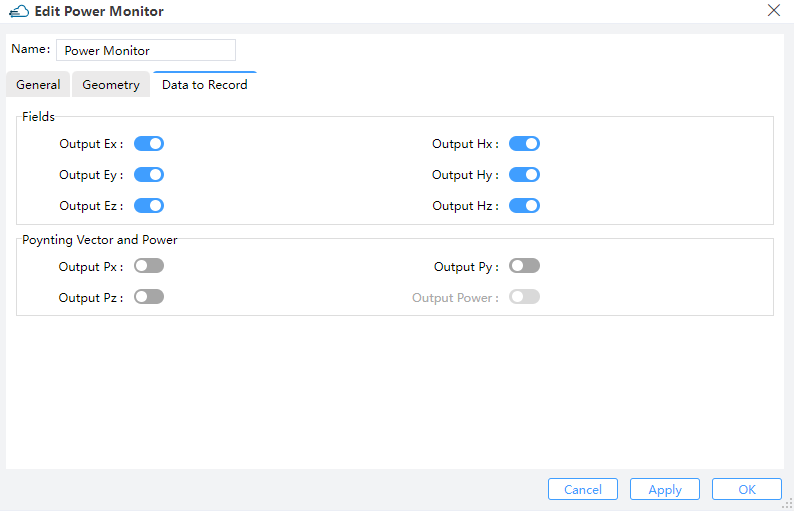 Edit Power Monitor
Name: Power Monitor
General Geometry Data to Record
Fields
Output Ex : Output Hx :
Output Ey : Output Hy :
Output Ez : Output Hz :
Poynting Vector and Power
Output Px : Output Py :
Output Pz : Output Power :
Cancel Apply OK